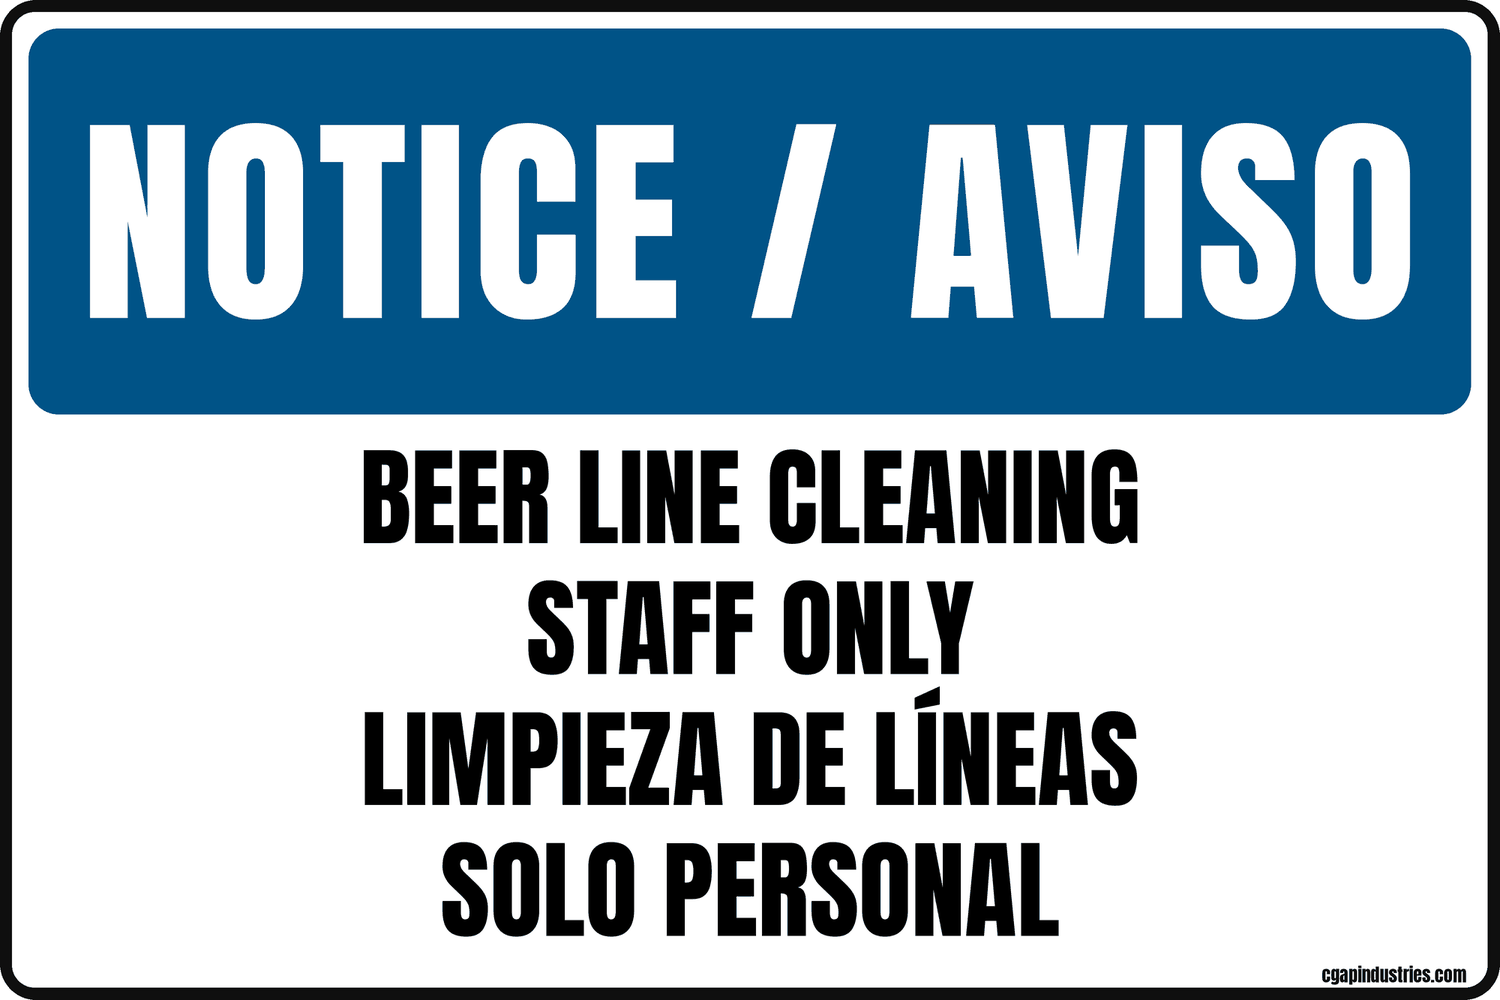 NOTICE / AVISO
BEER LINE CLEANING
STAFF ONLY
LIMPIEZA DE LÍNEAS
SOLO PERSONAL
cgapindustries.com